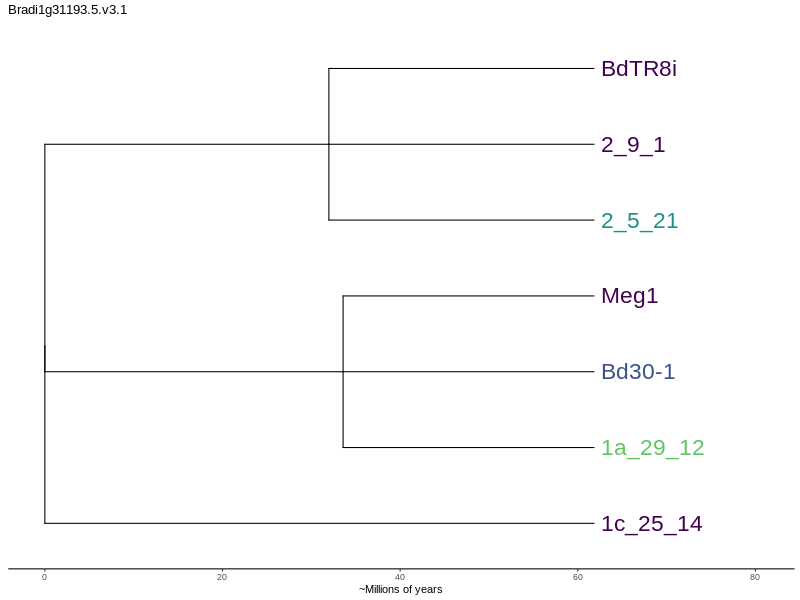 Bradi1g31193.5.v3.1
BdTR8i
2_9_1
2_5_21
Meg1
Bd30-1
1a_29_12
1c_25_14
0 20 40 60 80
~Millions of years